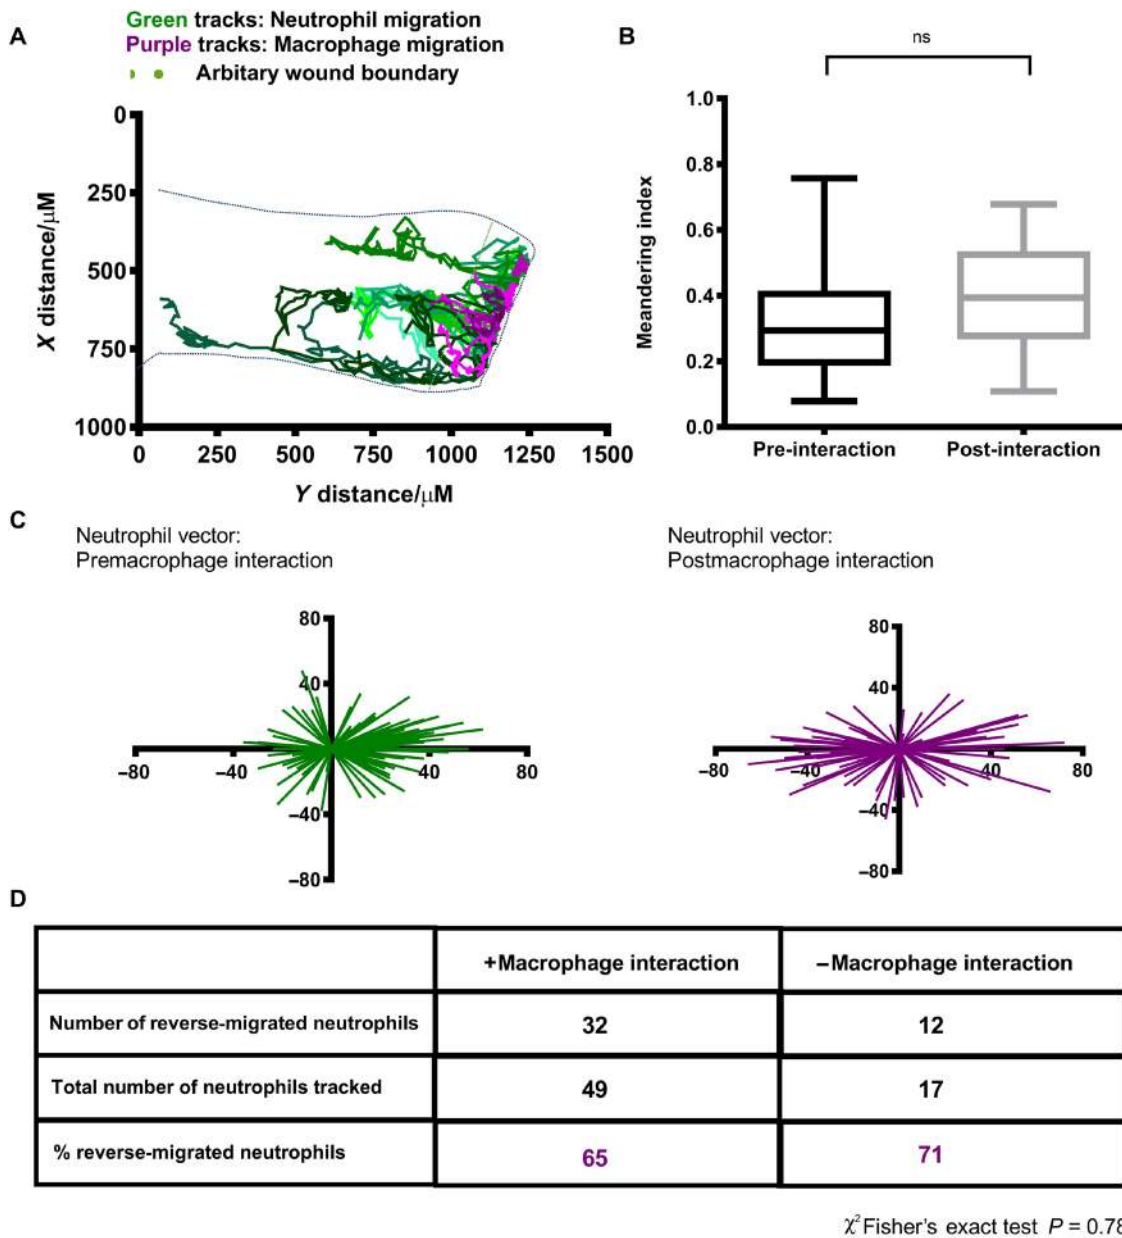 A
Green tracks: Neutrophil migration
Purple tracks: Macrophage migration
Arbitary wound boundary
0
250
500
750
1000
X distance/µM
0 250 500 750 1000 1250 1500
Y distance/µM
B
ns
1.0
0.8
0.6
0.4
0.2
0.0
Meandering index
Pre-interaction Post-interaction
C
Neutrophil vector:
Premacrophage interaction
80
40
−80 −40 40 80
−40
−80
Neutrophil vector:
Postmacrophage interaction
80
40
−80 −40 40 80
−40
−80
D
+Macrophage interaction −Macrophage interaction
Number of reverse-migrated neutrophils 32 12
Total number of neutrophils tracked 49 17
% reverse-migrated neutrophils 65 71
χ² Fisher's exact test P = 0.78